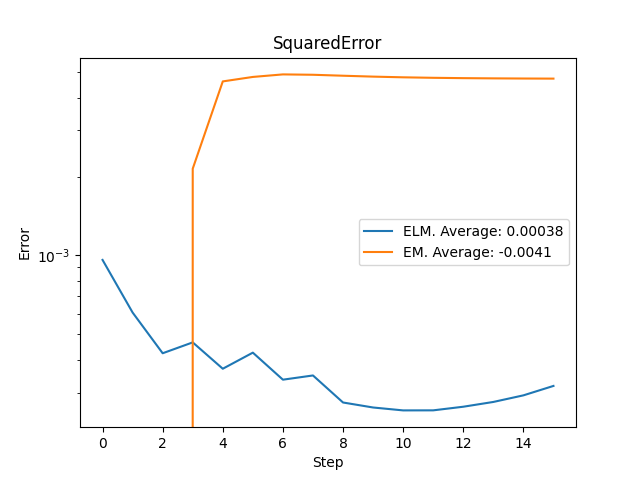 SquaredError
Error
10⁻³
ELM. Average: 0.00038
EM. Average: -0.0041
0 2 4 6 8 10 12 14
Step